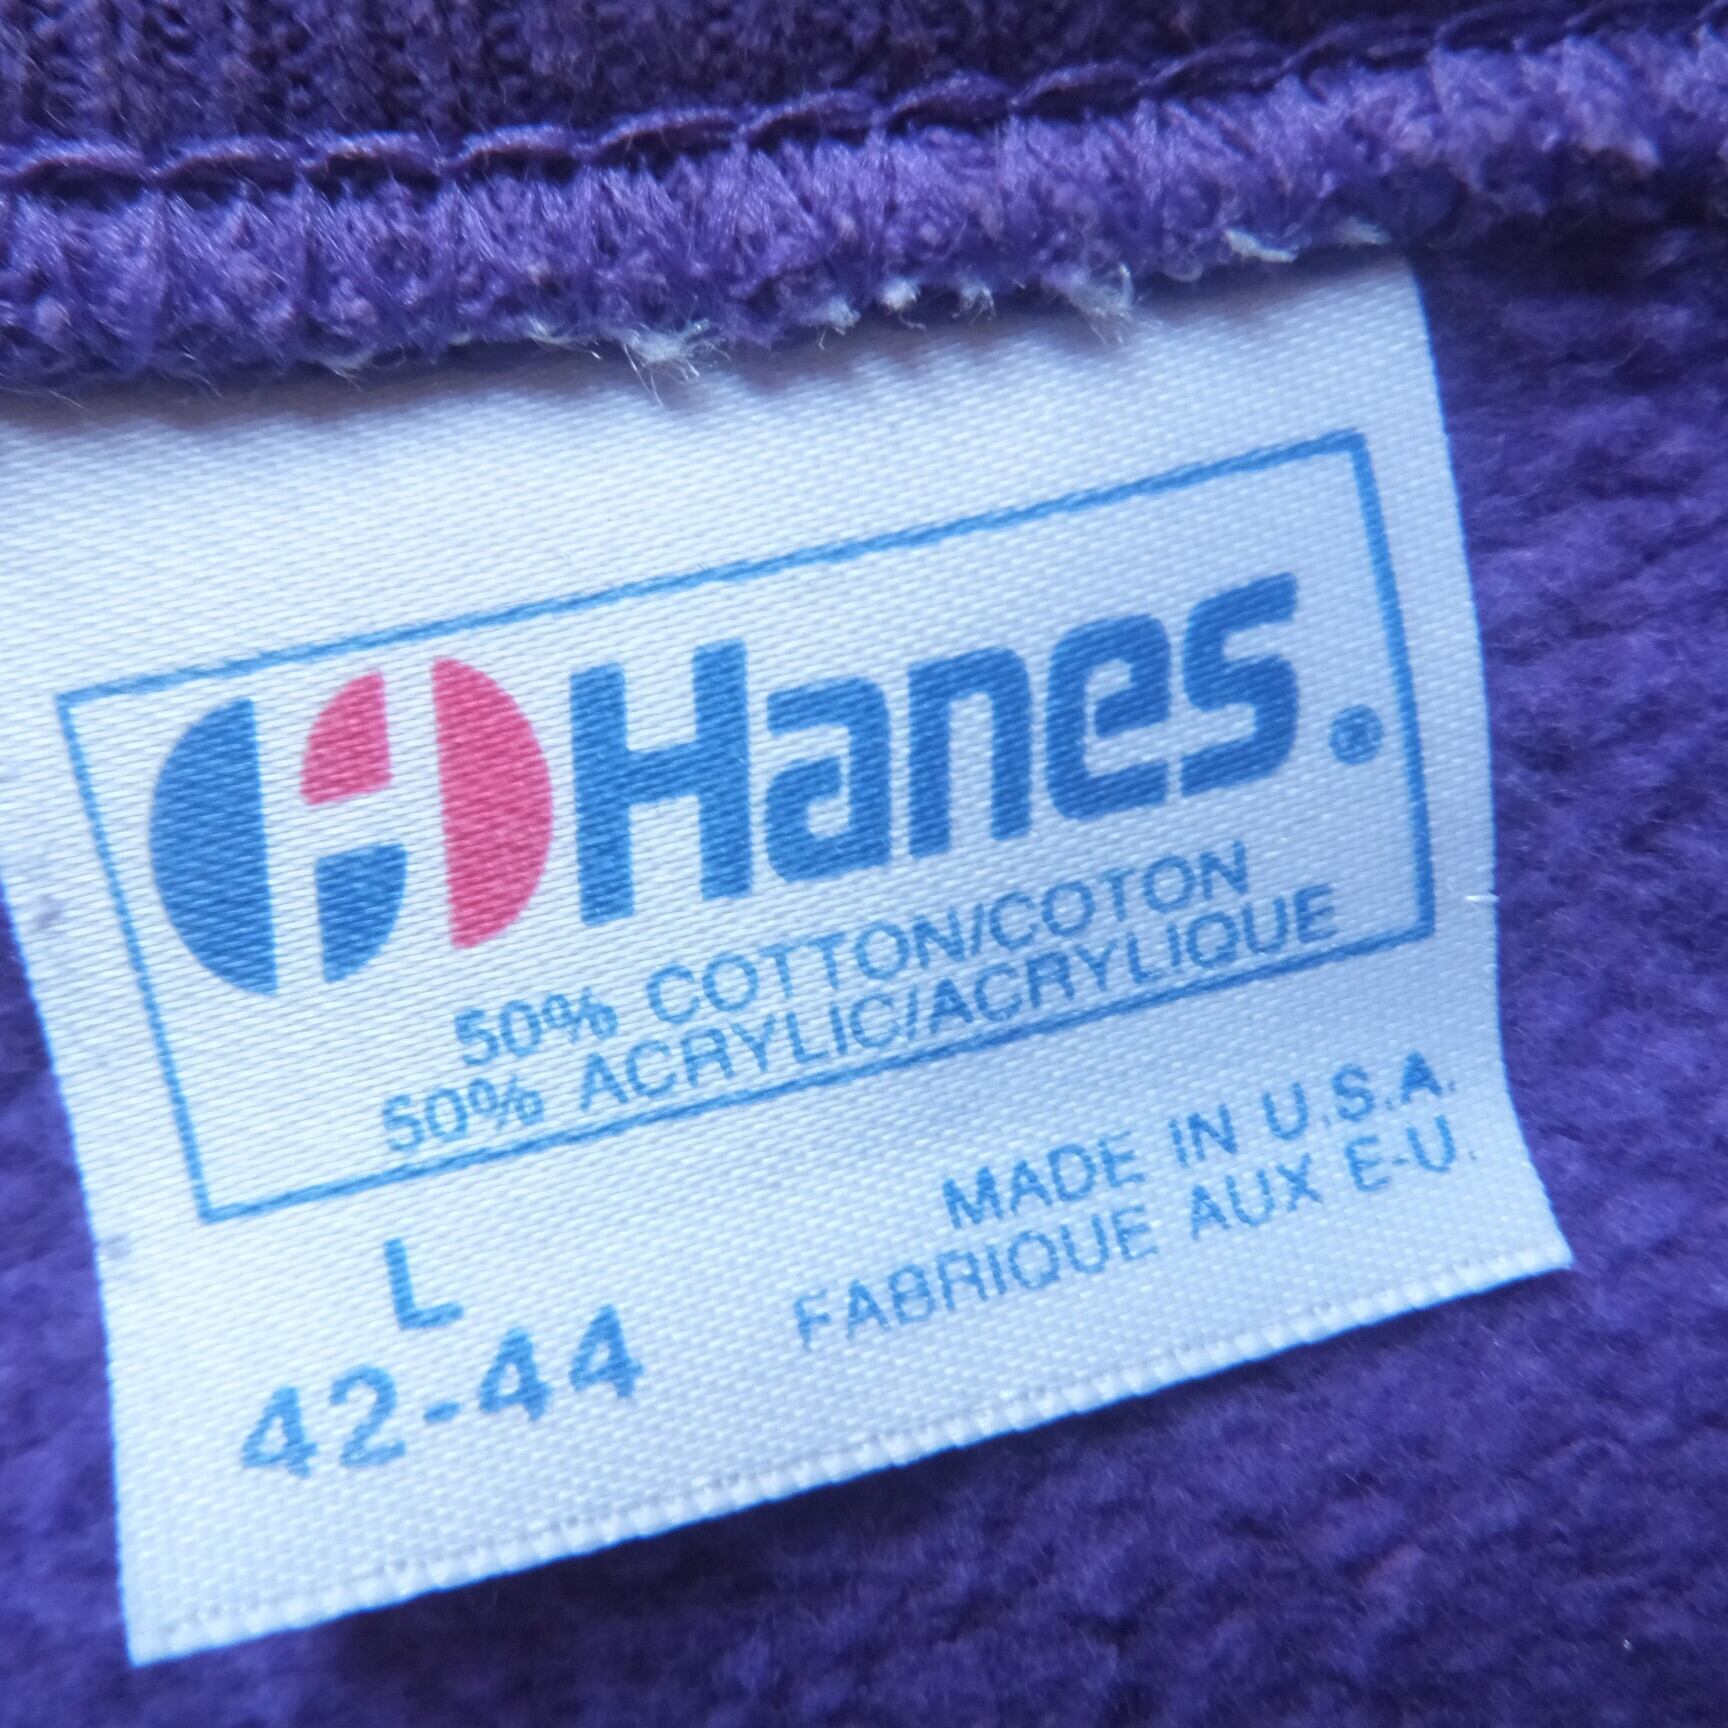 Hanes®
50% COTTON/COTON
50% ACRYLIC/ACRYLIQUE
L
42-44
MADE IN U.S.A.
FABRIQUE AUX E-U.